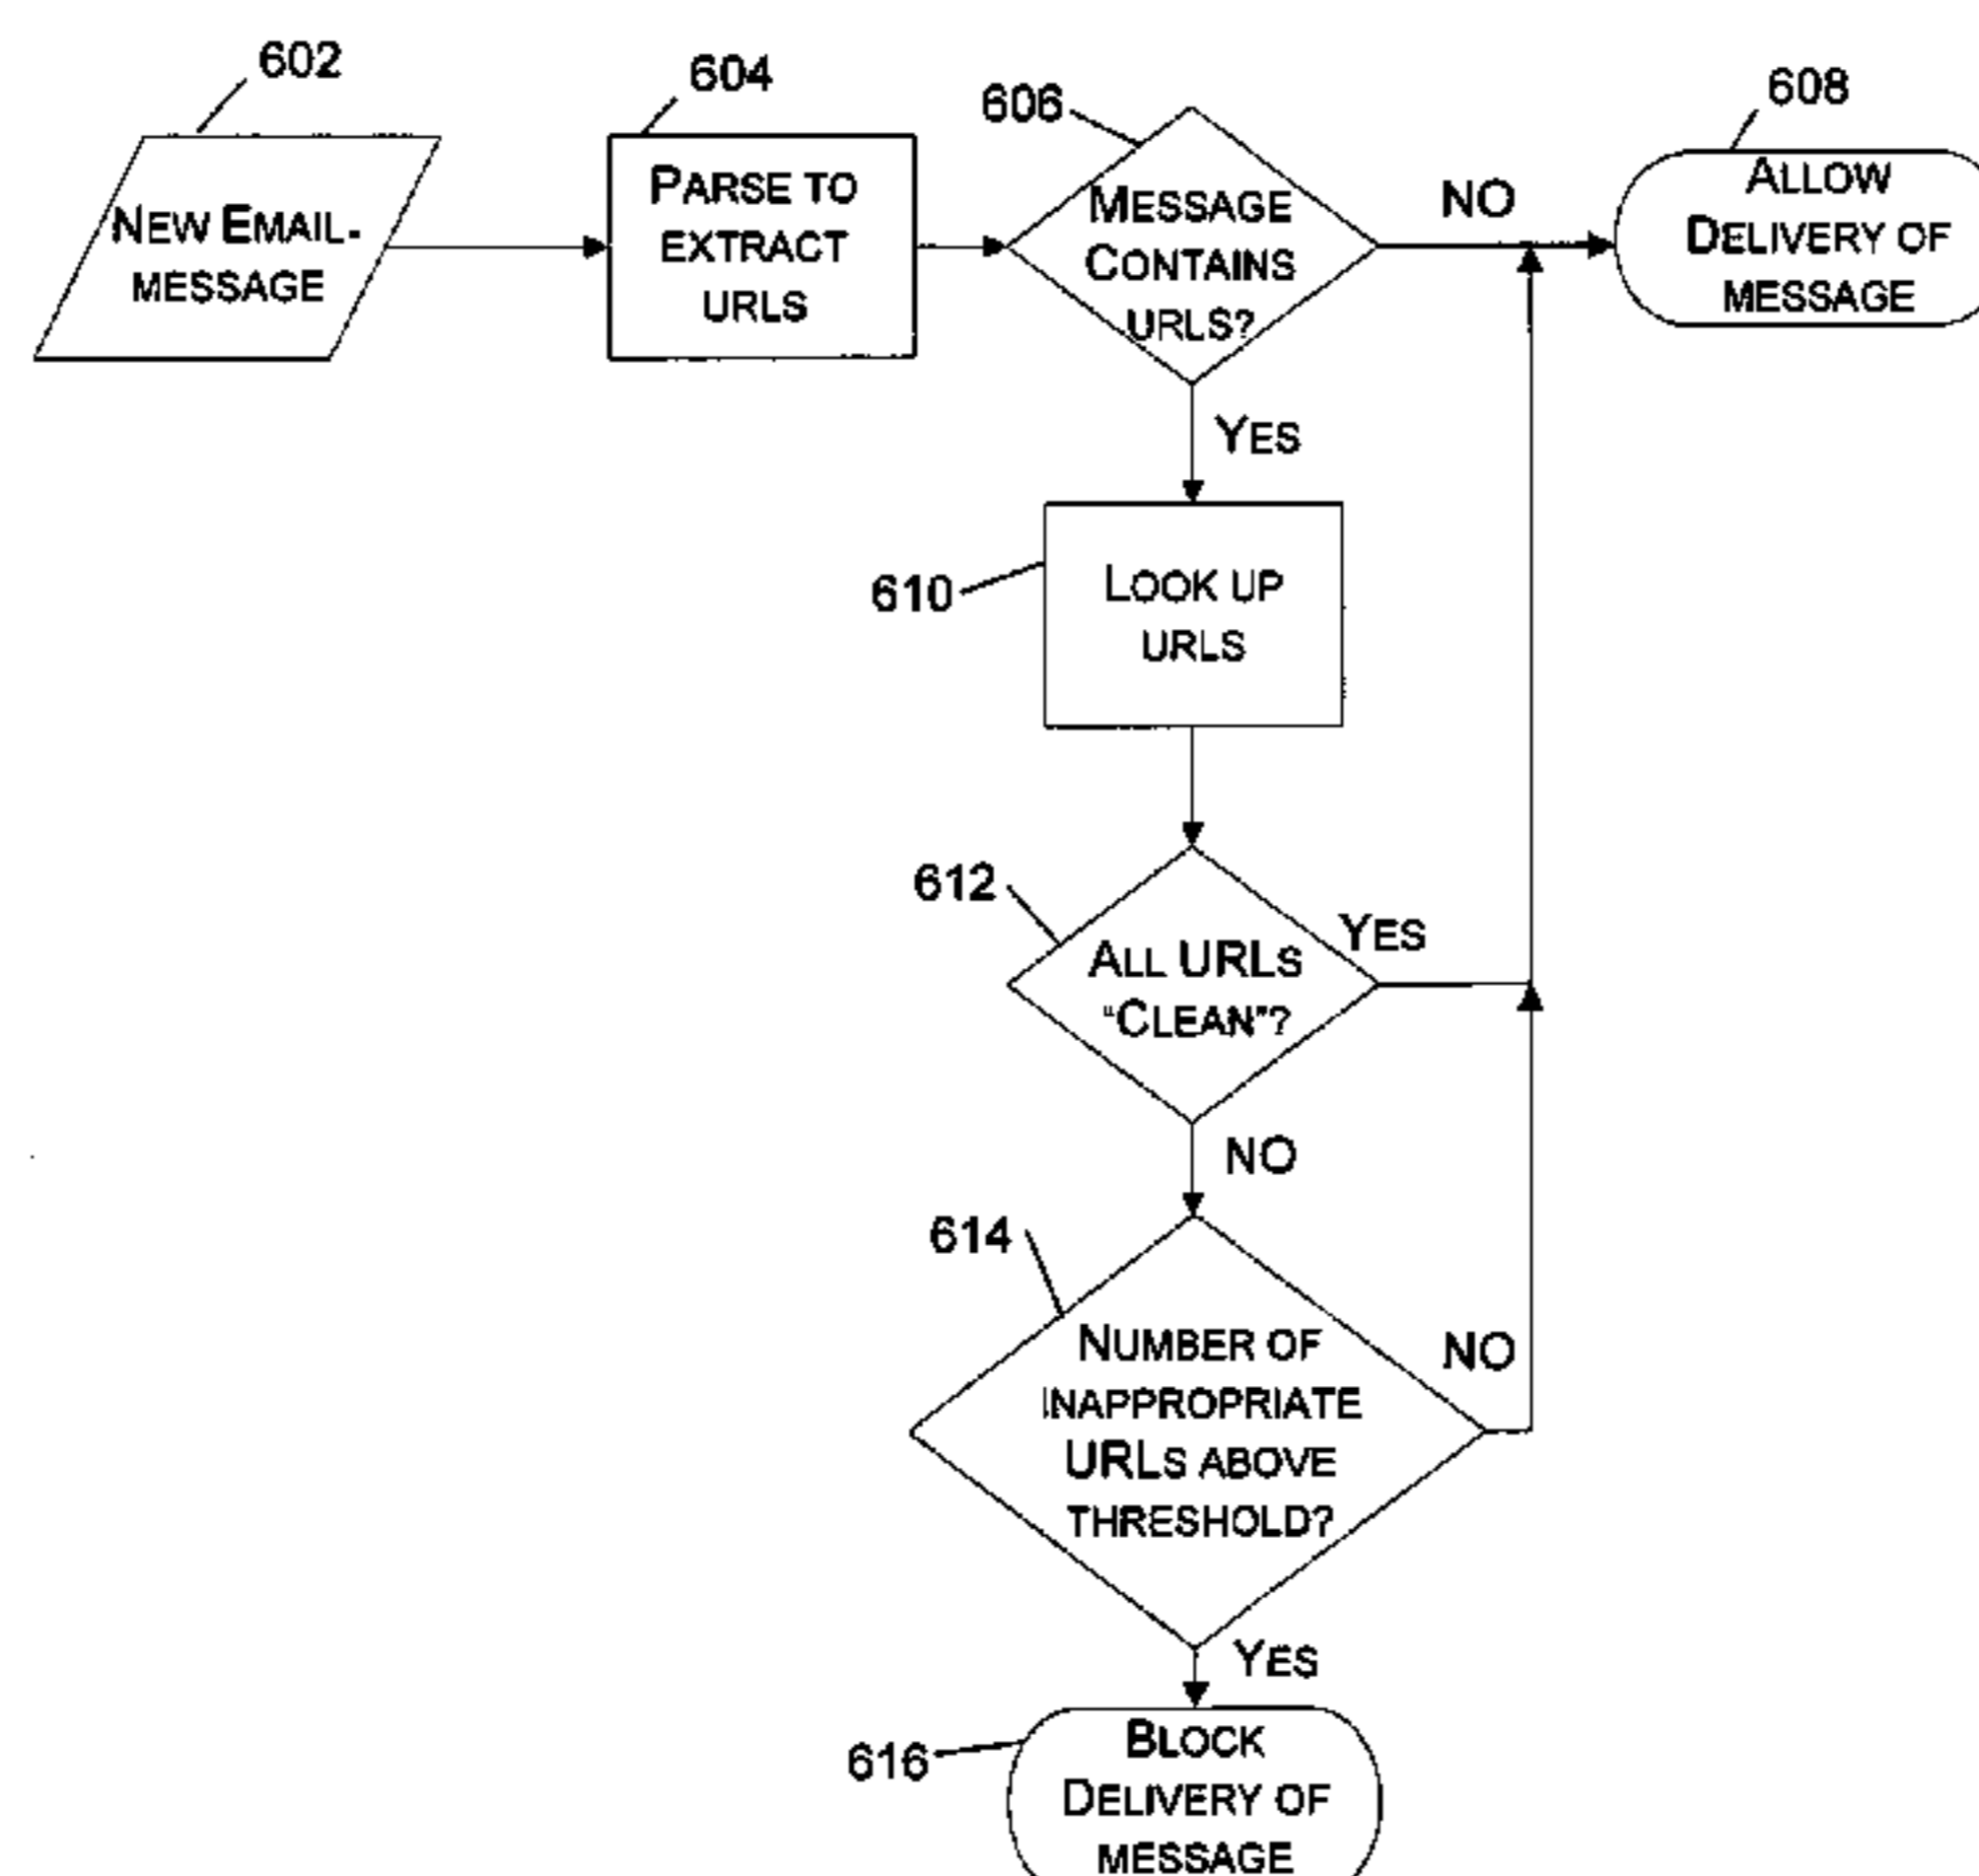 602
NEW EMAIL-
MESSAGE
604
PARSE TO
EXTRACT
URLS
606
MESSAGE
CONTAINS
URLS?
NO
608
ALLOW
DELIVERY OF
MESSAGE
YES
610
LOOK UP
URLS
612
ALL URLS
"CLEAN"?
YES
NO
614
NUMBER OF
INAPPROPRIATE
URLS ABOVE
THRESHOLD?
NO
YES
616
BLOCK
DELIVERY OF
MESSAGE